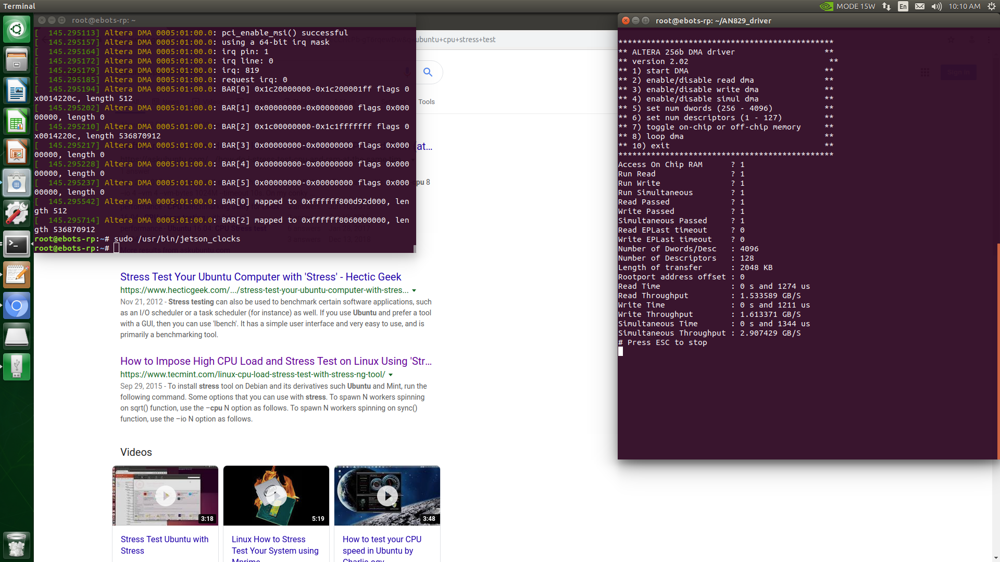 Terminal
MODE 15W
En
10:10 AM
root@ebots-rp: ~
[  145.295113] Altera DMA 0005:01:00.0: pci_enable_msi() successful
[  145.295157] Altera DMA 0005:01:00.0: using a 64-bit irq mask
[  145.295164] Altera DMA 0005:01:00.0: irq pin: 1
[  145.295172] Altera DMA 0005:01:00.0: irq line: 0
[  145.295179] Altera DMA 0005:01:00.0: irq: 819
[  145.295185] Altera DMA 0005:01:00.0: request irq: 0
[  145.295194] Altera DMA 0005:01:00.0: BAR[0] 0x1c20000000-0x1c200001ff flags 0
x0014220c, length 512
[  145.295202] Altera DMA 0005:01:00.0: BAR[1] 0x00000000-0x00000000 flags 0x000
00000, length 0
[  145.295210] Altera DMA 0005:01:00.0: BAR[2] 0x1c00000000-0x1c1fffffff flags 0
x0014220c, length 536870912
[  145.295217] Altera DMA 0005:01:00.0: BAR[3] 0x00000000-0x00000000 flags 0x000
00000, length 0
[  145.295228] Altera DMA 0005:01:00.0: BAR[4] 0x00000000-0x00000000 flags 0x000
00000, length 0
[  145.295237] Altera DMA 0005:01:00.0: BAR[5] 0x00000000-0x00000000 flags 0x000
00000, length 0
[  145.295542] Altera DMA 0005:01:00.0: BAR[0] mapped to 0xffffff800d92d000, len
gth 512
[  145.295714] Altera DMA 0005:01:00.0: BAR[2] mapped to 0xffffff8060000000, len
gth 536870912
root@ebots-rp:~# sudo /usr/bin/jetson_clocks
root@ebots-rp:~#
ubuntu+cpu+stress+test
Tools
(at...
cpu 8
Stress Test Your Ubuntu Computer with 'Stress' - Hectic Geek
https://www.hecticgeek.com/.../stress-test-your-ubuntu-computer-with-stres...
Nov 21, 2012 - Stress testing can also be used to benchmark certain software applications, such
as an I/O scheduler or a task scheduler (for instance) as well. If you use Ubuntu and prefer a tool
with a GUI, then you can use 'lbench'. It has a simple user interface and very easy to use, and is
primarily a benchmarking tool.
How to Impose High CPU Load and Stress Test on Linux Using 'Str...
https://www.tecmint.com/linux-cpu-load-stress-test-with-stress-ng-tool/
Sep 29, 2015 - To install stress tool on Debian and its derivatives such Ubuntu and Mint, run the
following command. Some options that you can use with stress. To spawn N workers spinning
on sqrt() function, use the –cpu N option as follows. To spawn N workers spinning on sync()
function, use the –io N option as follows.
Videos
3:18
5:19
3:48
Stress Test Ubuntu with
Stress
Linux How to Stress
Test Your System using
Mprime
How to test your CPU
speed in Ubuntu by
Charlie ogy
root@ebots-rp: ~/AN829_driver
Sign in
**********************************************
** ALTERA 256b DMA driver                   **
** version 2.02                              **
** 1) start DMA                             **
** 2) enable/disable read dma               **
** 3) enable/disable write dma              **
** 4) enable/disable simul dma              **
** 5) set num dwords (256 - 4096)           **
** 6) set num descriptors (1 - 127)         **
** 7) toggle on-chip or off-chip memory     **
** 8) loop dma                              **
** 10) exit                                 **
**********************************************
Access On Chip RAM      ? 1
Run Read                ? 1
Run Write               ? 1
Run Simultaneous        ? 1
Read Passed             ? 1
Write Passed            ? 1
Simultaneous Passed     ? 1
Read EPLast timeout     ? 0
Write EPLast timeout    ? 0
Number of Dwords/Desc   : 4096
Number of Descriptors   : 128
Length of transfer      : 2048 KB
Rootport address offset : 0
Read Time               : 0 s and 1274 us
Read Throughput         : 1.533589 GB/S
Write Time              : 0 s and 1211 us
Write Throughput        : 1.613371 GB/S
Simultaneous Time       : 0 s and 1344 us
Simultaneous Throughput : 2.907429 GB/S
# Press ESC to stop